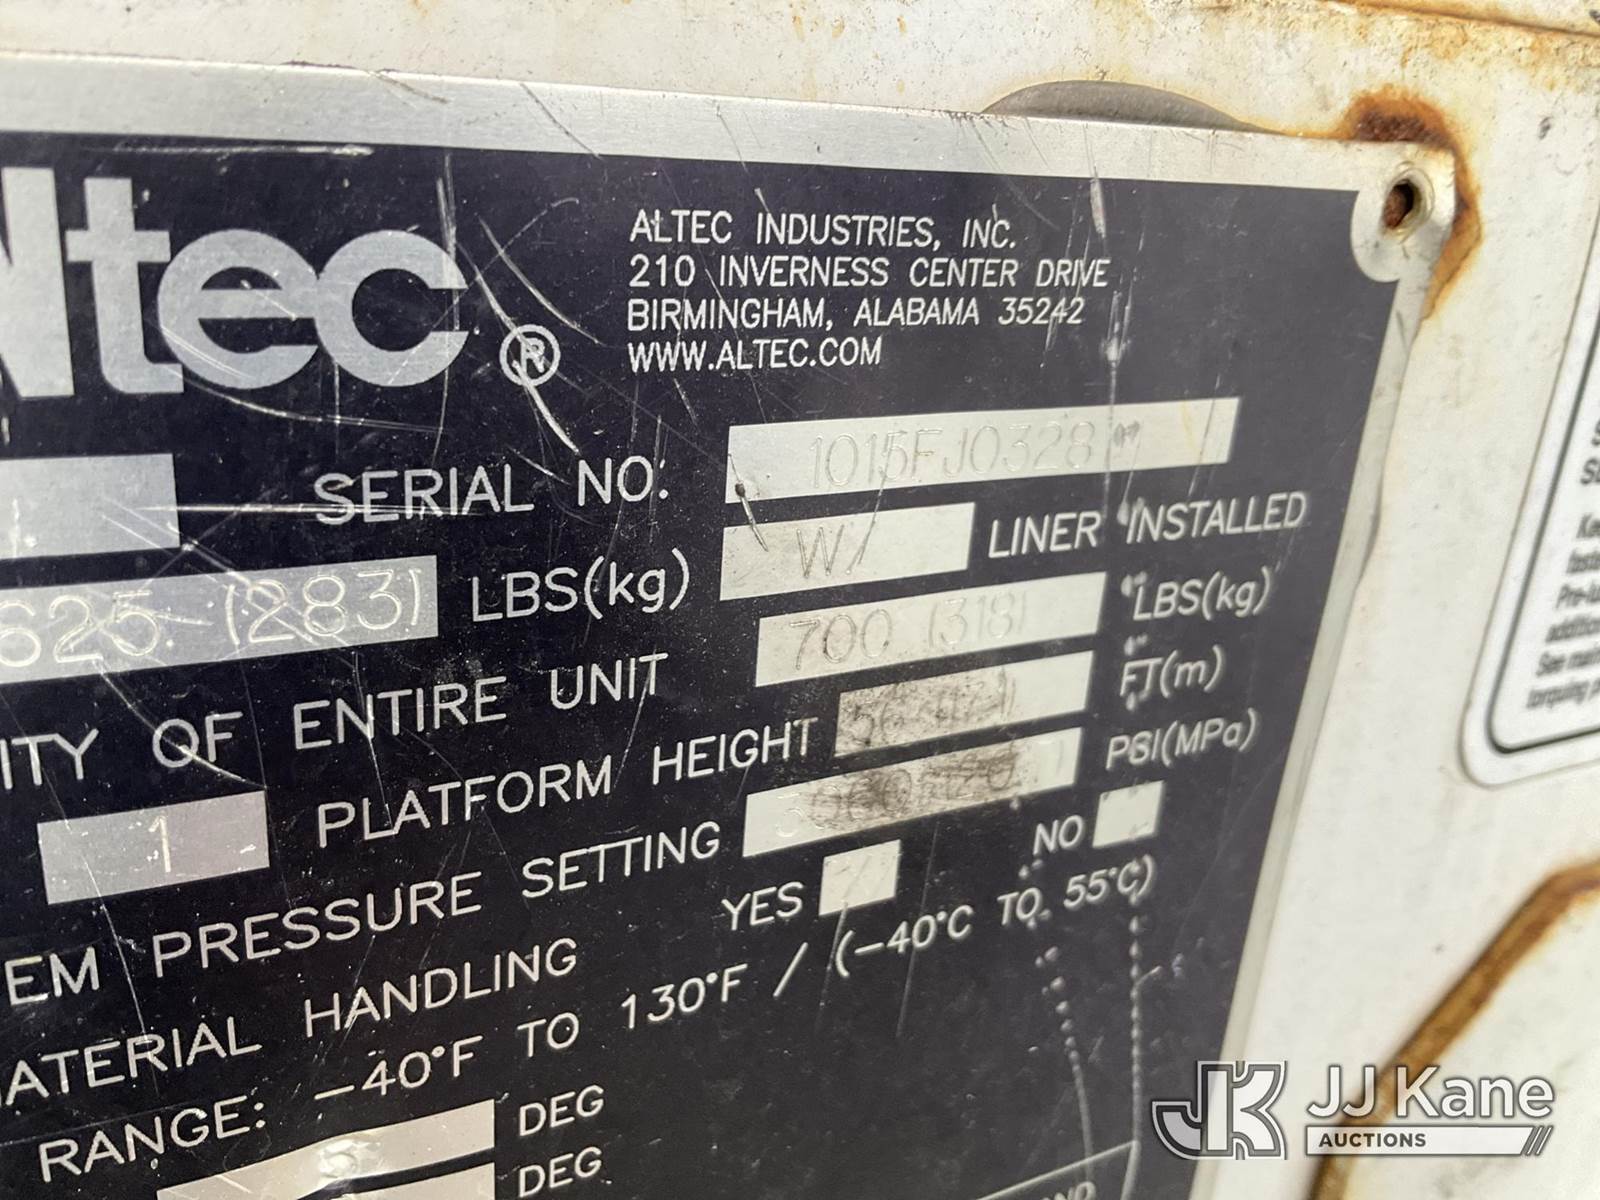 Altec ®
ALTEC INDUSTRIES, INC.
210 INVERNESS CENTER DRIVE
BIRMINGHAM, ALABAMA 35242
WWW.ALTEC.COM
SERIAL NO: 1015FJ0328
W/ LINER INSTALLED
625 (283) LBS(kg)
700 (318) LBS(kg)
ITY OF ENTIRE UNIT
1 PLATFORM HEIGHT FT(m)
EM PRESSURE SETTING PSI(MPa)
ATERIAL HANDLING YES NO
RANGE: -40°F TO 130°F / (-40°C TO 55°C)
DEG
DEG
JJ Kane
AUCTIONS